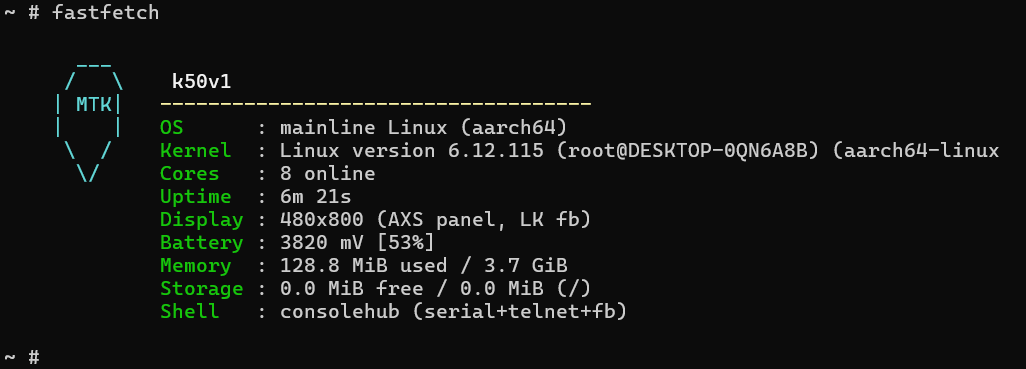 ~ # fastfetch
k50v1
MTK
------------------------------------
OS      : mainline Linux (aarch64)
Kernel  : Linux version 6.12.115 (root@DESKTOP-0QN6A8B) (aarch64-linux
Cores   : 8 online
Uptime  : 6m 21s
Display : 480x800 (AXS panel, LK fb)
Battery : 3820 mV [53%]
Memory  : 128.8 MiB used / 3.7 GiB
Storage : 0.0 MiB free / 0.0 MiB (/)
Shell   : consolehub (serial+telnet+fb)
~ #